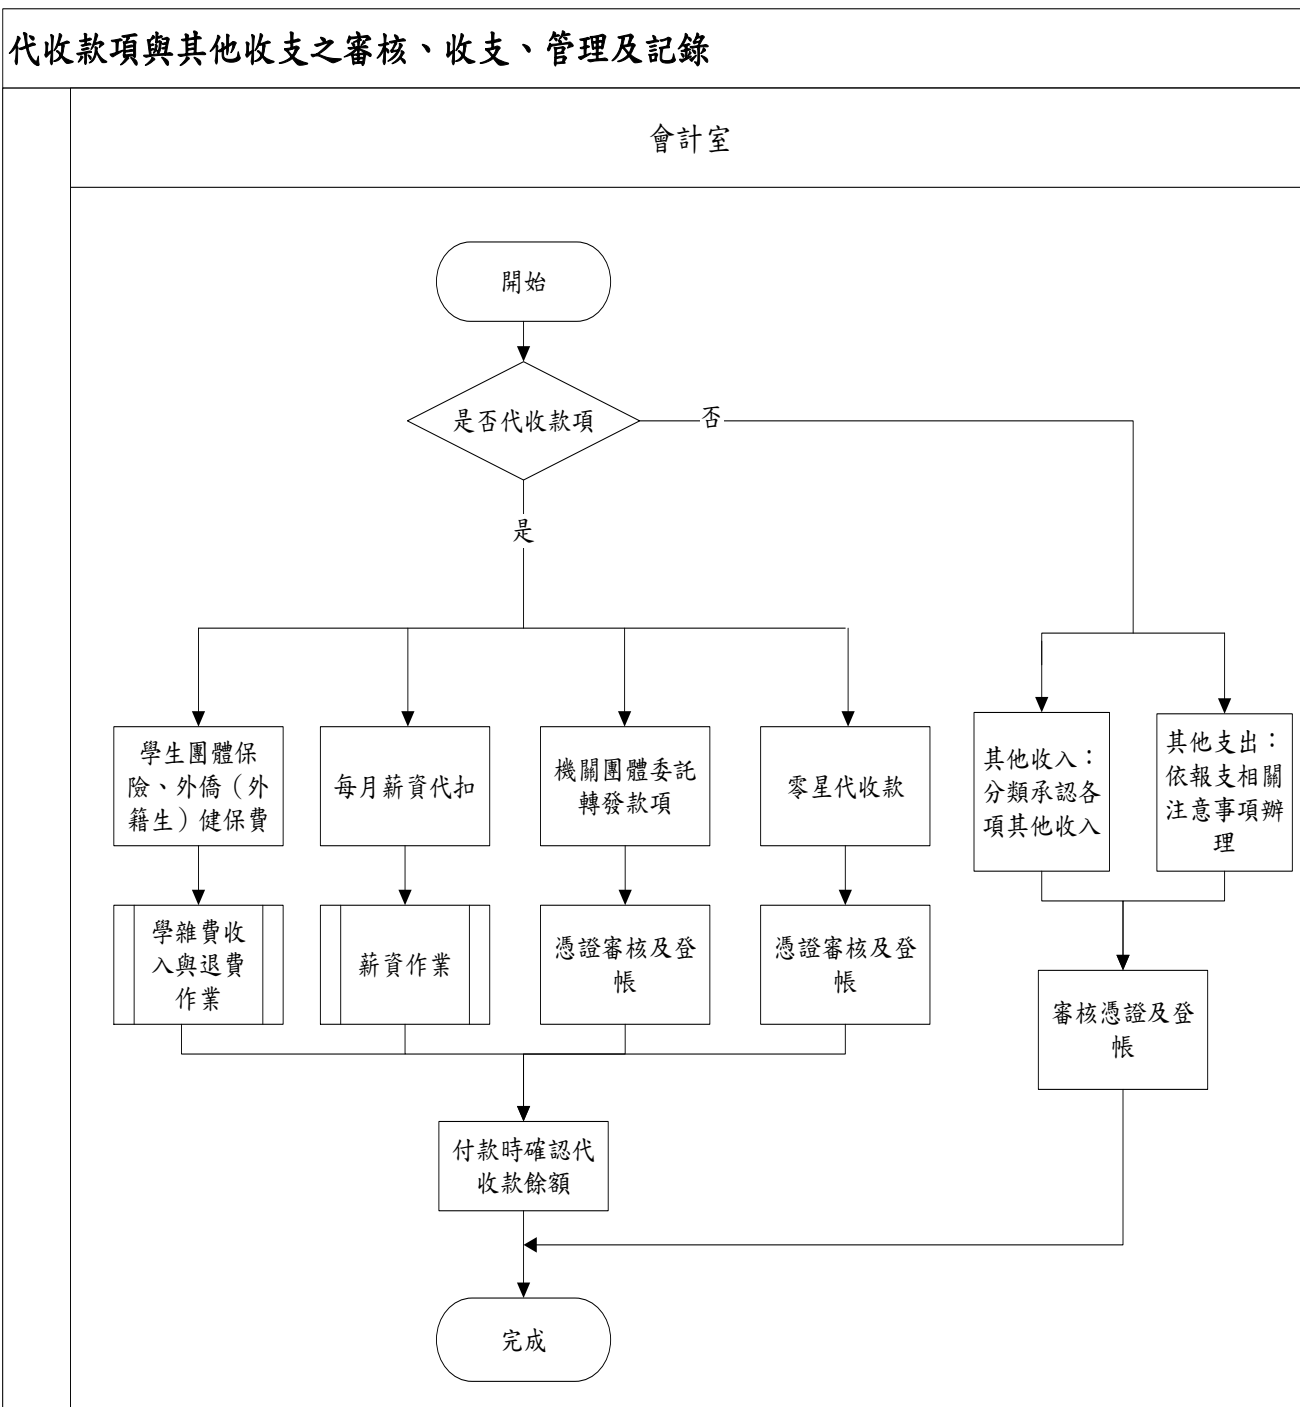 代收款項與其他收支之審核、收支、管理及記錄
會計室
開始
是否代收款項
否
是
學生團體保
險、外僑（外
籍生）健保費
每月薪資代扣
機關團體委託
轉發款項
零星代收款
其他收入：
分類承認各
項其他收入
其他支出：
依報支相關
注意事項辦
理
學雜費收
入與退費
作業
薪資作業
憑證審核及登
帳
憑證審核及登
帳
審核憑證及登
帳
付款時確認代
收款餘額
完成